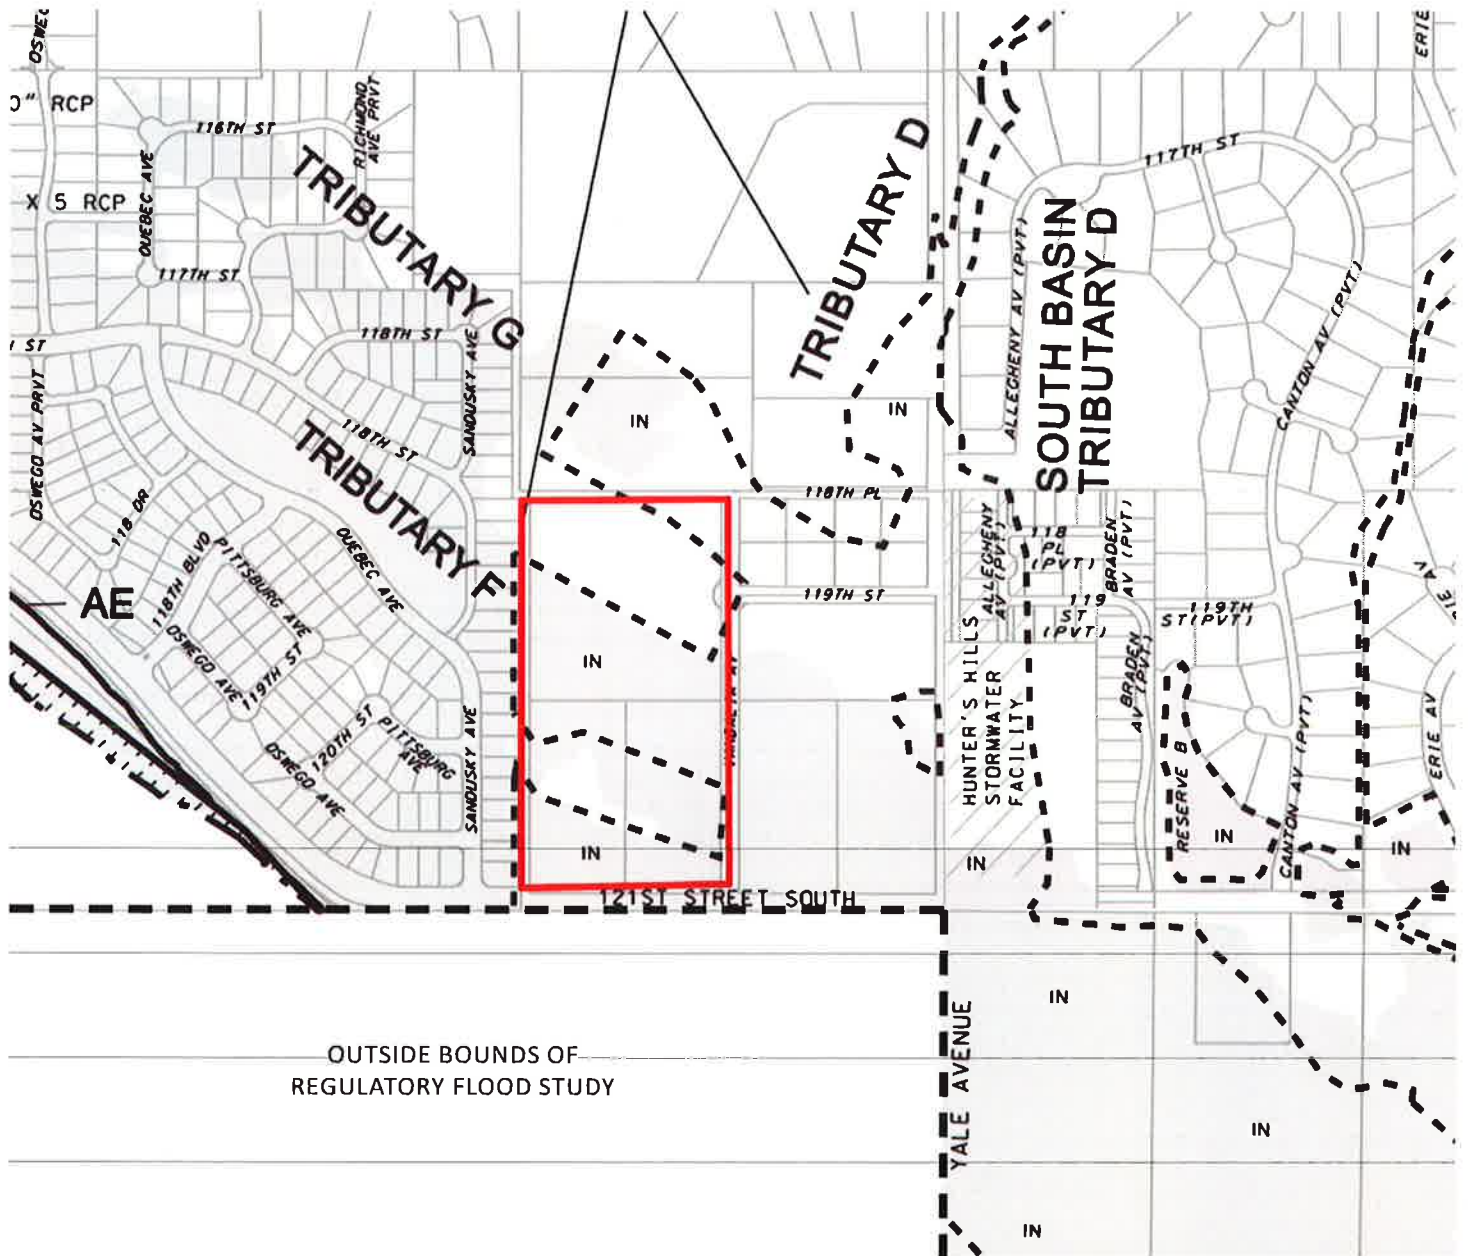 OSWE
ERIE
0" RCP
116TH ST
RICHMOND
AVE PRVT
QUEBEC AVE
TRIBUTARY D
117TH ST
X 5 RCP
TRIBUTARY G
ALLEGHENY AV (PVT)
SOUTH BASIN
TRIBUTARY D
117TH ST
CANTON AV (PVT)
118TH ST
SANDUSKY AVE
ST
OSWEGO AV PRVT
118TH ST
TRIBUTARY F
IN
IN
118TH PL
118 DR
118TH BLVD
PITTSBURG AVE
QUEBEC AVE
ALLEGHENY
AV (PVT)
118
PL
(PVT)
BRADEN
AV (PVT)
AE
119TH ST
119
ST
(PVT)
119TH
ST(PVT)
IE AV
OSWEGO AVE
119TH ST
IN
HUNTER'S HILLS
STORMWATER
FACILITY
BRADEN
AV (PVT)
120TH ST
PITTSBURG
AVE
OSWEGO AVE
SANDUSKY AVE
RESERVE B
CANTON AV (PVT)
ERIE AV
IN
IN
IN
IN
121ST STREET SOUTH
IN
YALE AVENUE
OUTSIDE BOUNDS OF
REGULATORY FLOOD STUDY
IN
IN